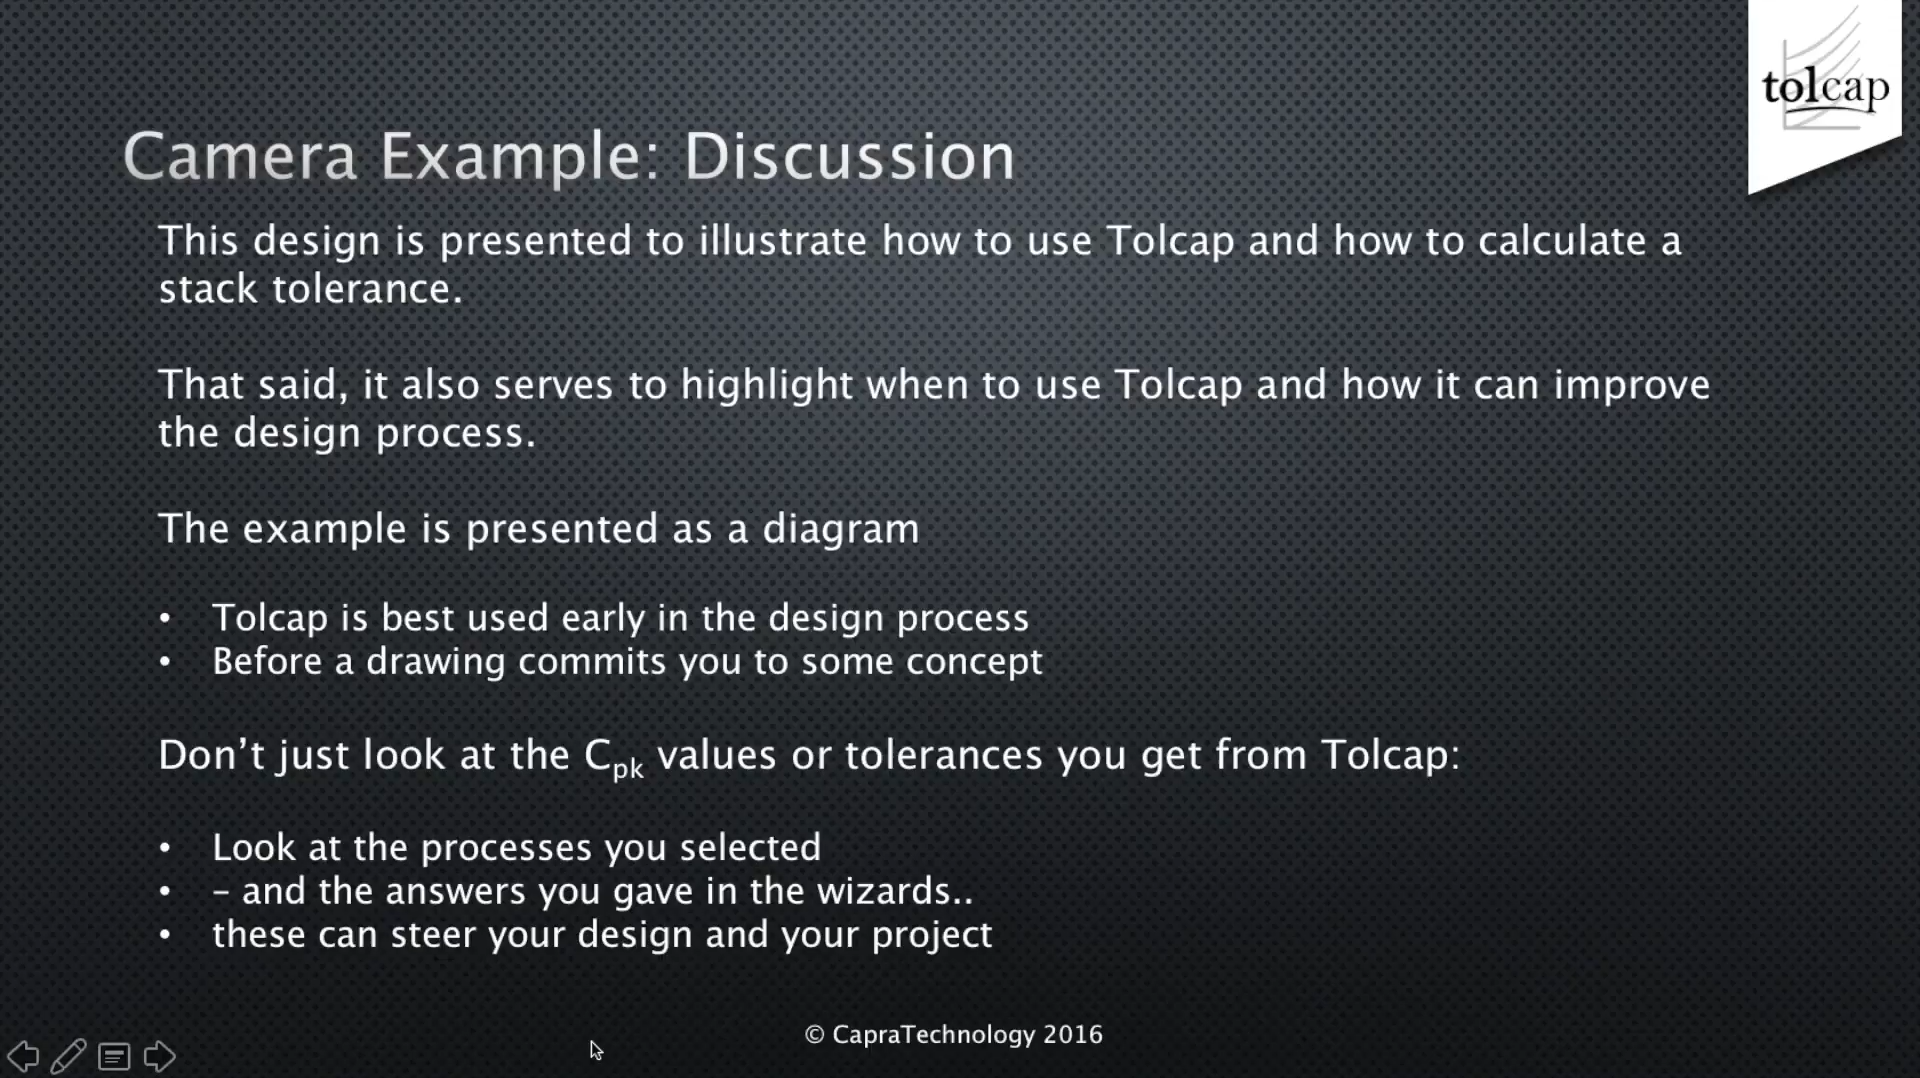 tolcap
Camera Example: Discussion
This design is presented to illustrate how to use Tolcap and how to calculate a
stack tolerance.
That said, it also serves to highlight when to use Tolcap and how it can improve
the design process.
The example is presented as a diagram
• Tolcap is best used early in the design process
• Before a drawing commits you to some concept
Don’t just look at the Cpk values or tolerances you get from Tolcap:
• Look at the processes you selected
• – and the answers you gave in the wizards..
• these can steer your design and your project
© CapraTechnology 2016